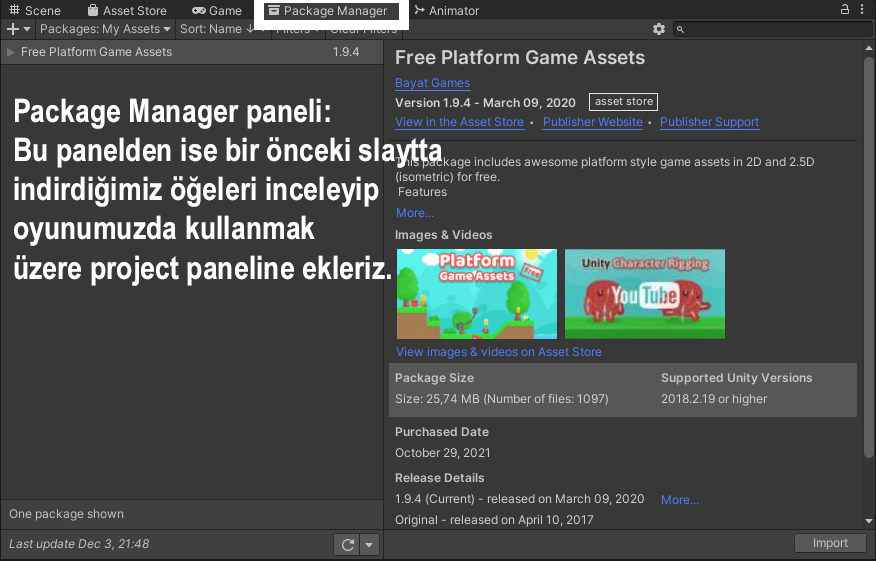 Scene Asset Store Game Package Manager Animator
Packages: My Assets Sort: Name ↓ Filters Clear Filters
Free Platform Game Assets 1.9.4
Package Manager paneli:
Bu panelden ise bir önceki slaytta
indirdiğimiz öğeleri inceleyip
oyunumuzda kullanmak
üzere project paneline ekleriz.
One package shown
Last update Dec 3, 21:48
Free Platform Game Assets
Bayat Games
Version 1.9.4 - March 09, 2020 asset store
View in the Asset Store • Publisher Website • Publisher Support
This package includes awesome platform style game assets in 2D and 2.5D
(isometric) for free.
Features
More...
Images & Videos
Platform
Game Assets
Free
Unity Character Rigging
YouTube
View images & videos on Asset Store
Package Size Supported Unity Versions
Size: 25,74 MB (Number of files: 1097) 2018.2.19 or higher
Purchased Date
October 29, 2021
Release Details
1.9.4 (Current) - released on March 09, 2020 More...
Original - released on April 10, 2017
Import